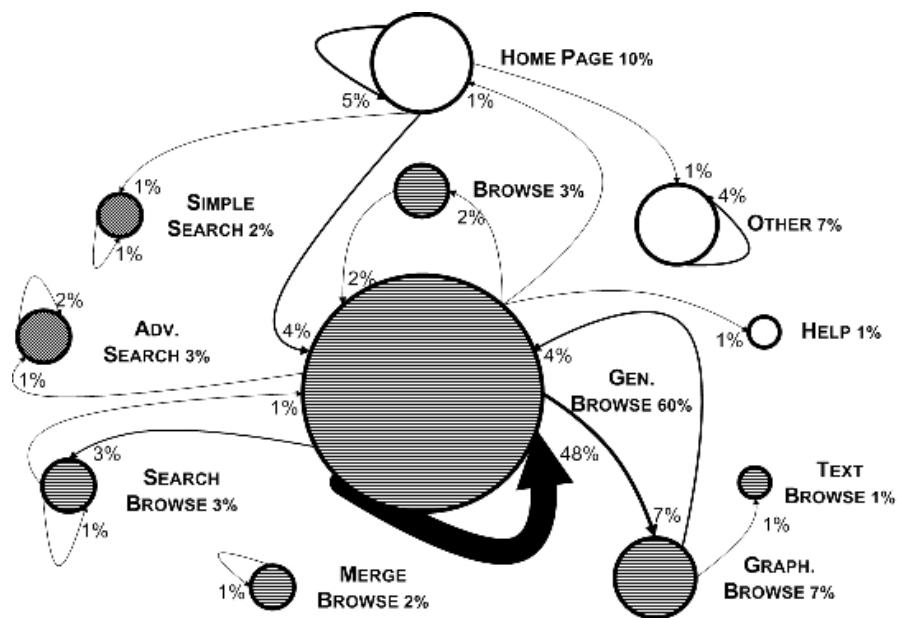 HOME PAGE 10%
5%
1%
1%
SIMPLE
SEARCH 2%
1%
BROWSE 3%
2%
1%
4%
OTHER 7%
2%
2%
ADV.
SEARCH 3%
1%
4%
4%
1%
HELP 1%
GEN.
BROWSE 60%
1%
3%
SEARCH
BROWSE 3%
1%
48%
TEXT
BROWSE 1%
1%
7%
MERGE
BROWSE 2%
1%
GRAPH.
BROWSE 7%